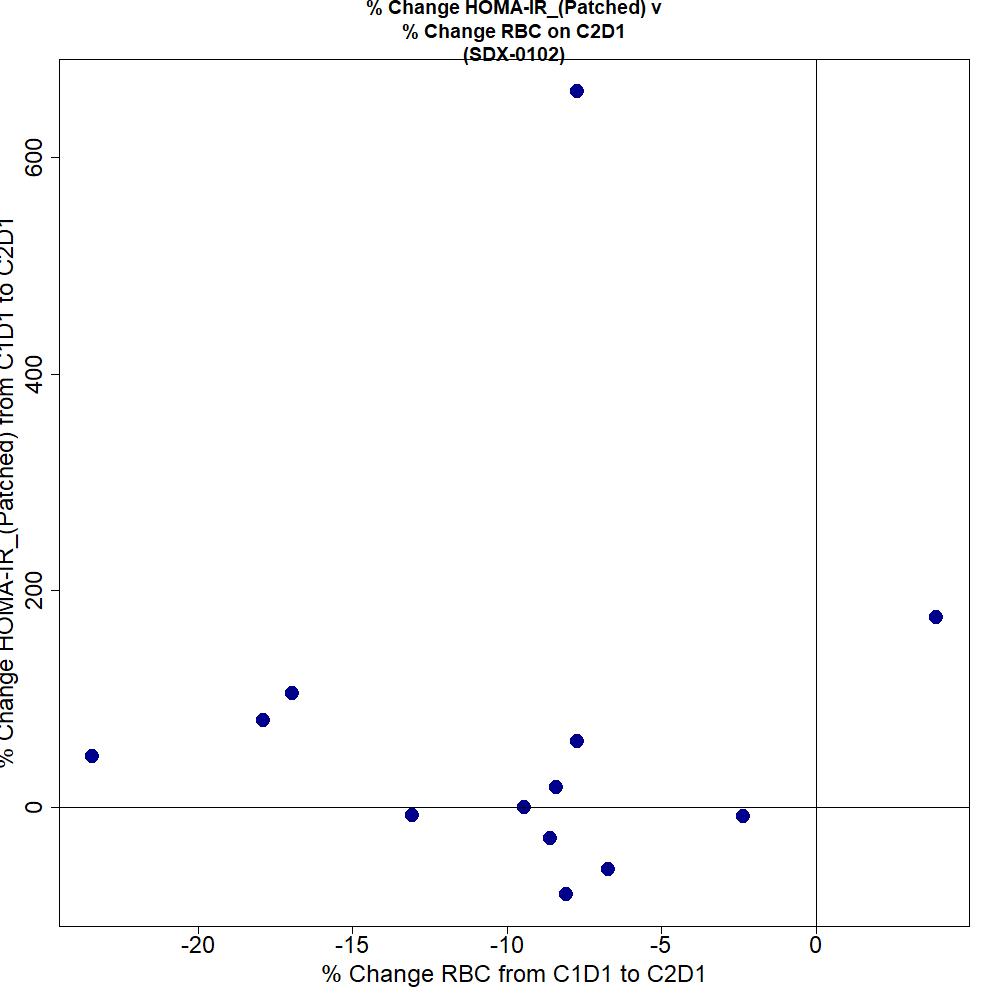 % Change HOMA-IR_(Patched) v
% Change RBC on C2D1
(SDX-0102)
% Change HOMA-IR_(Patched) from C1D1 to C2D1
600
400
200
0
-20
-15
-10
-5
0
% Change RBC from C1D1 to C2D1